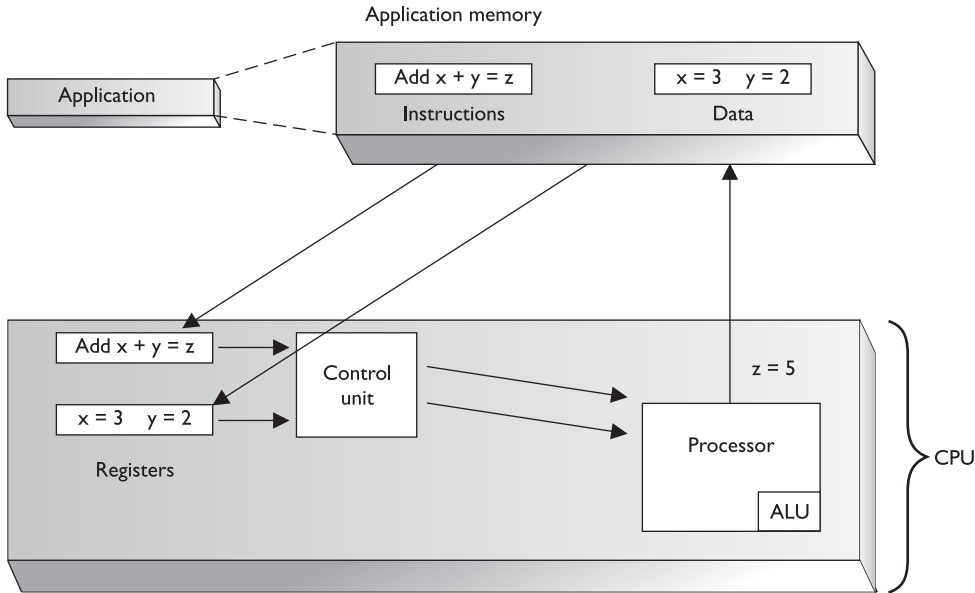 Application memory
Application
Add x + y = z
x = 3 y = 2
Instructions
Data
Add x + y = z
x = 3 y = 2
Registers
Control
unit
z = 5
Processor
ALU
CPU